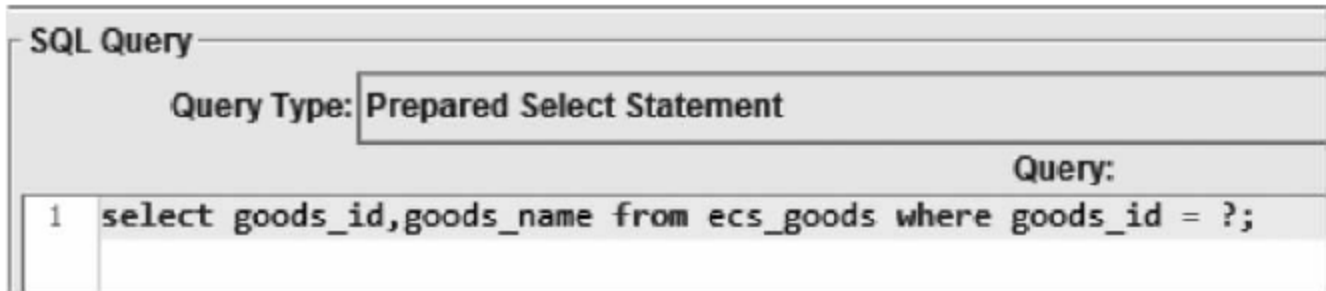 SQL Query
Query Type: Prepared Select Statement
Query:
1 select goods_id,goods_name from ecs_goods where goods_id = ?;